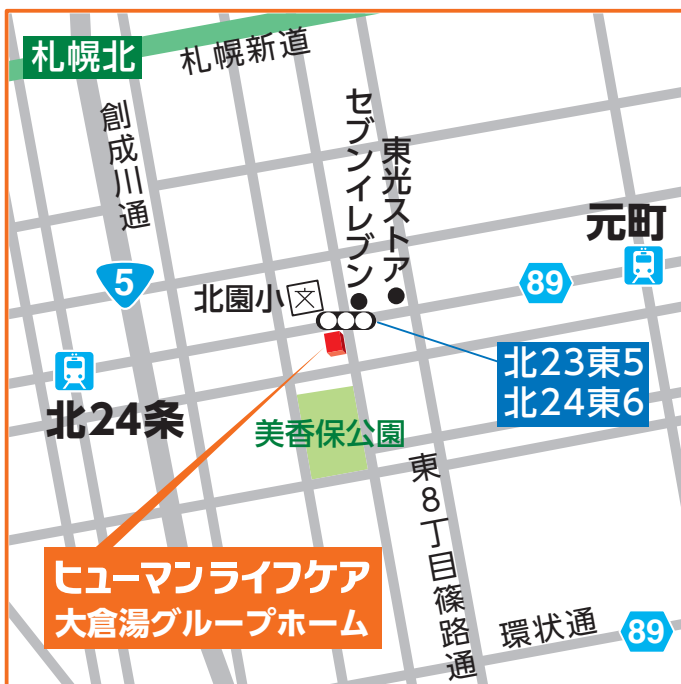 札幌北
札幌新道
創成川通
セブンイレブン
東光ストア
元町
5
89
北園小
文
北23東5
北24東6
北24条
美香保公園
東8丁目篠路通
ヒューマンライフケア
大倉湯グループホーム
環状通
89